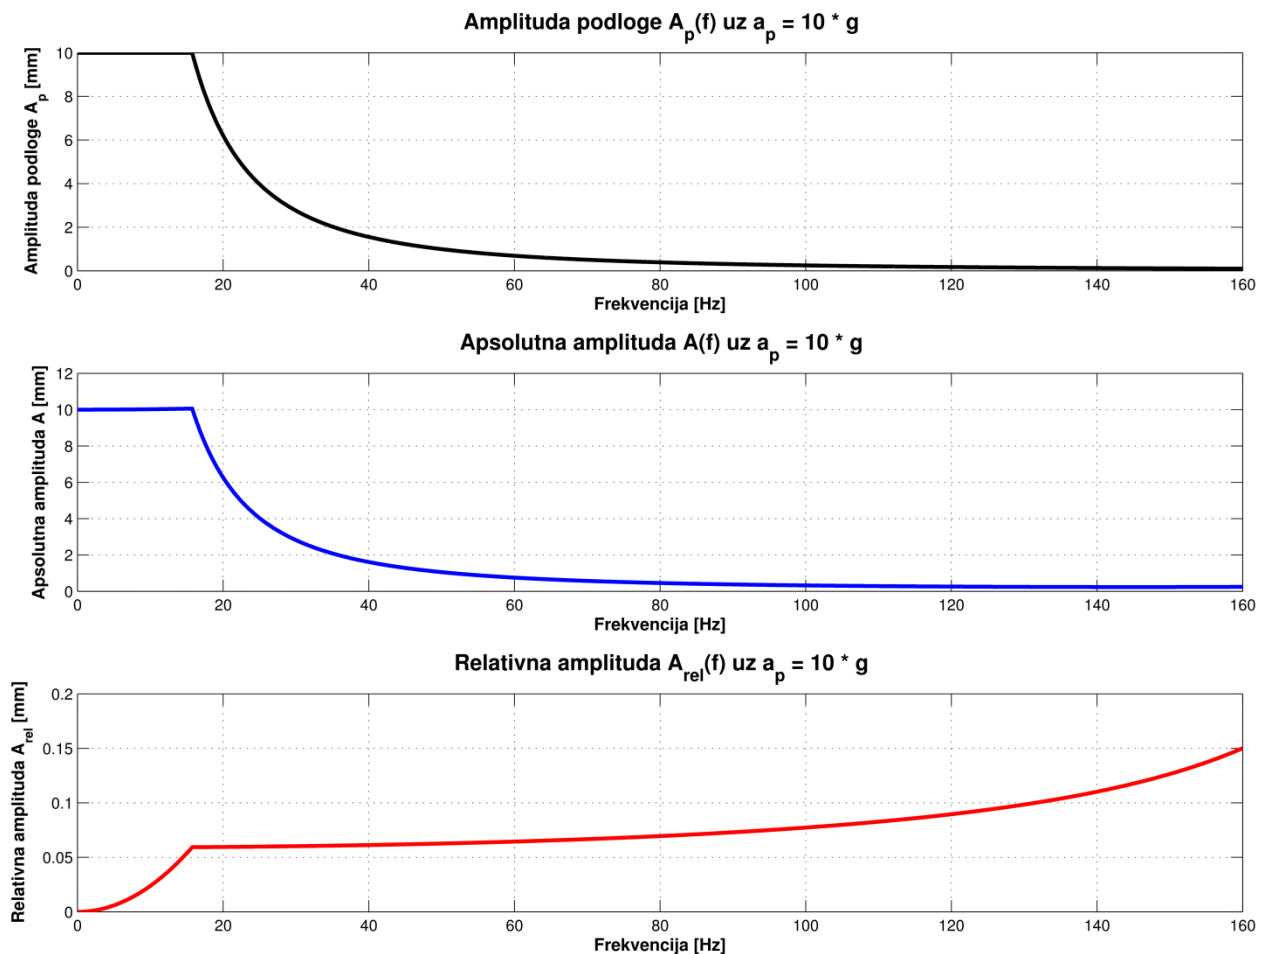 Amplituda podloge A_p(f) uz a_p = 10 * g
Amplituda podloge A_p [mm]
10
8
6
4
2
0
0 20 40 60 80 100 120 140 160
Frekvencija [Hz]
Apsolutna amplituda A(f) uz a_p = 10 * g
Apsolutna amplituda A [mm]
12
10
8
6
4
2
0
0 20 40 60 80 100 120 140 160
Frekvencija [Hz]
Relativna amplituda A_rel(f) uz a_p = 10 * g
Relativna amplituda A_rel [mm]
0.2
0.15
0.1
0.05
0
0 20 40 60 80 100 120 140 160
Frekvencija [Hz]